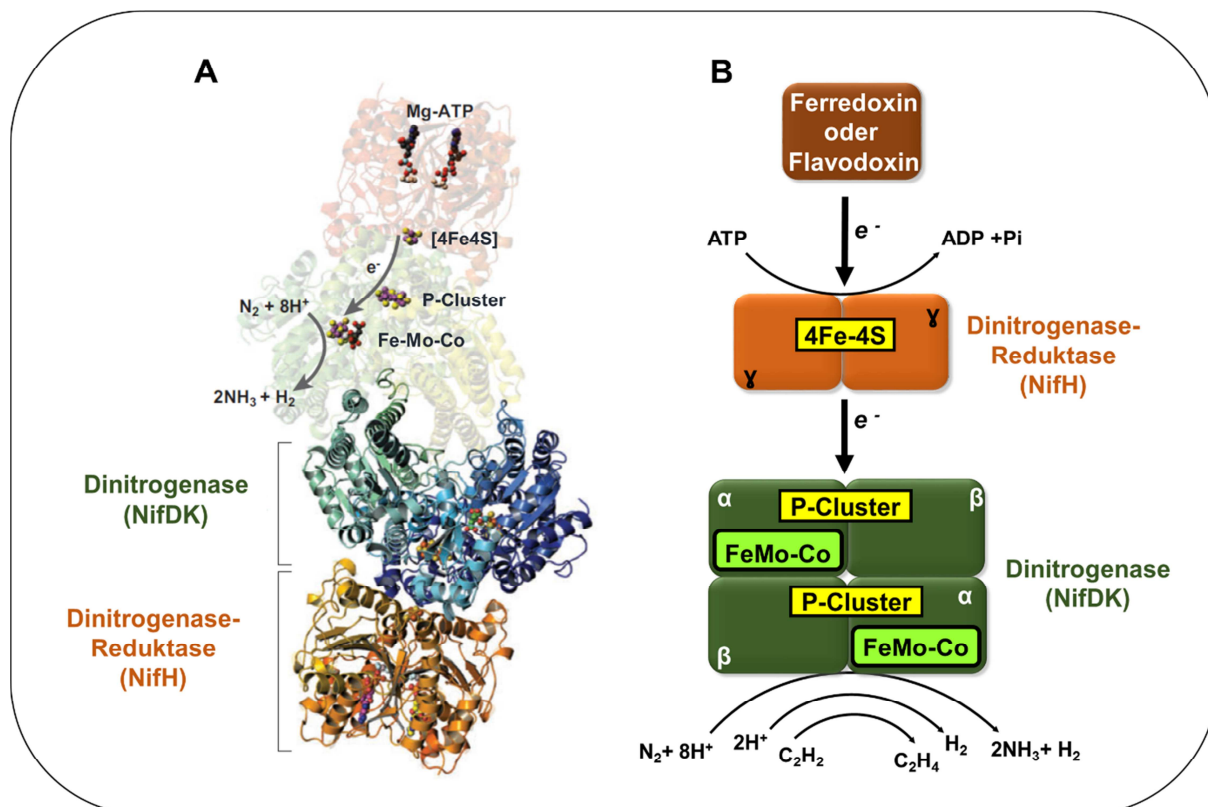 A
Mg-ATP
[4Fe4S]
e⁻
P-Cluster
N₂ + 8H⁺
Fe-Mo-Co
2NH₃ + H₂
Dinitrogenase
(NifDK)
Dinitrogenase-
Reduktase
(NifH)
B
Ferredoxin
oder
Flavodoxin
e⁻
ATP
ADP +Pi
4Fe-4S
ɣ
ɣ
Dinitrogenase-
Reduktase
(NifH)
e⁻
α
P-Cluster
β
FeMo-Co
P-Cluster
α
β
FeMo-Co
Dinitrogenase
(NifDK)
N₂+ 8H⁺
2H⁺
C₂H₂
C₂H₄
H₂
2NH₃+ H₂